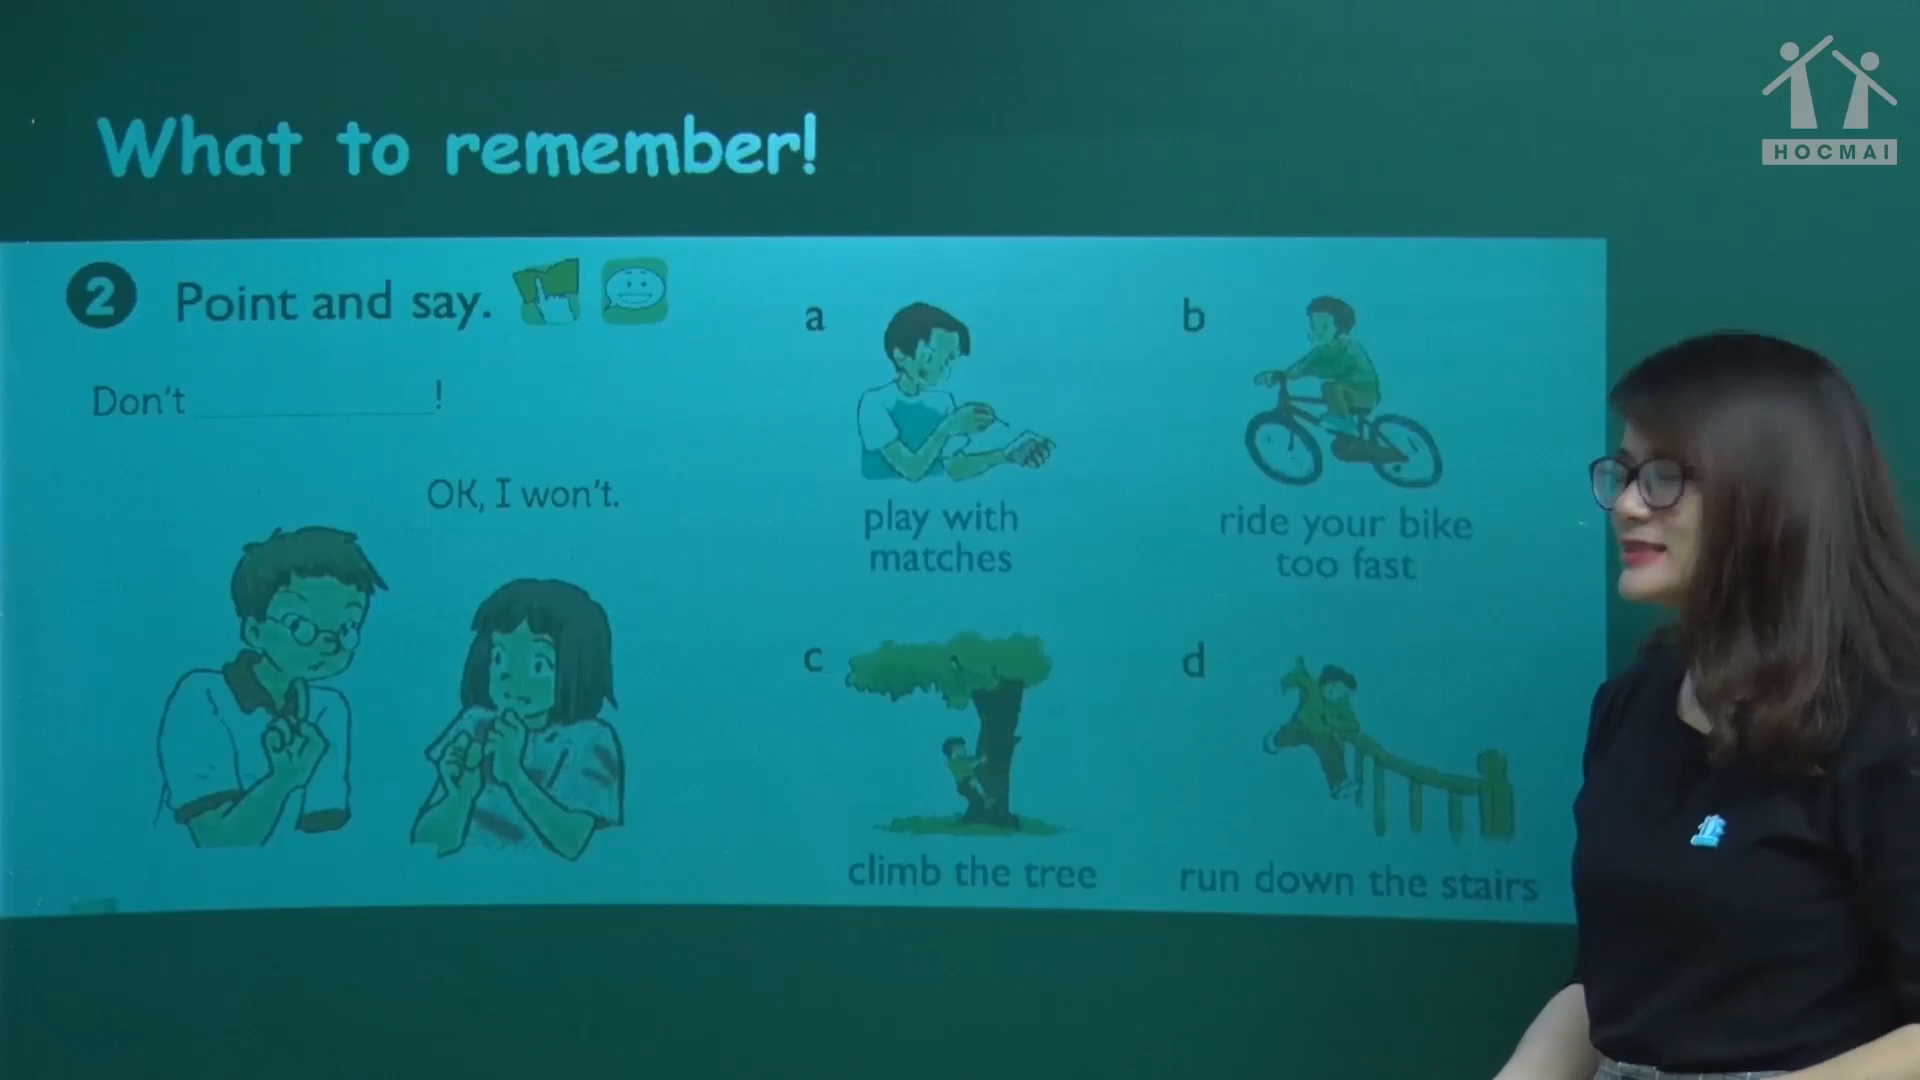 What to remember!
HOCMAI
2 Point and say.
Don't ____________!
OK, I won't.
a
play with
matches
b
ride your bike
too fast
c
climb the tree
d
run down the stairs